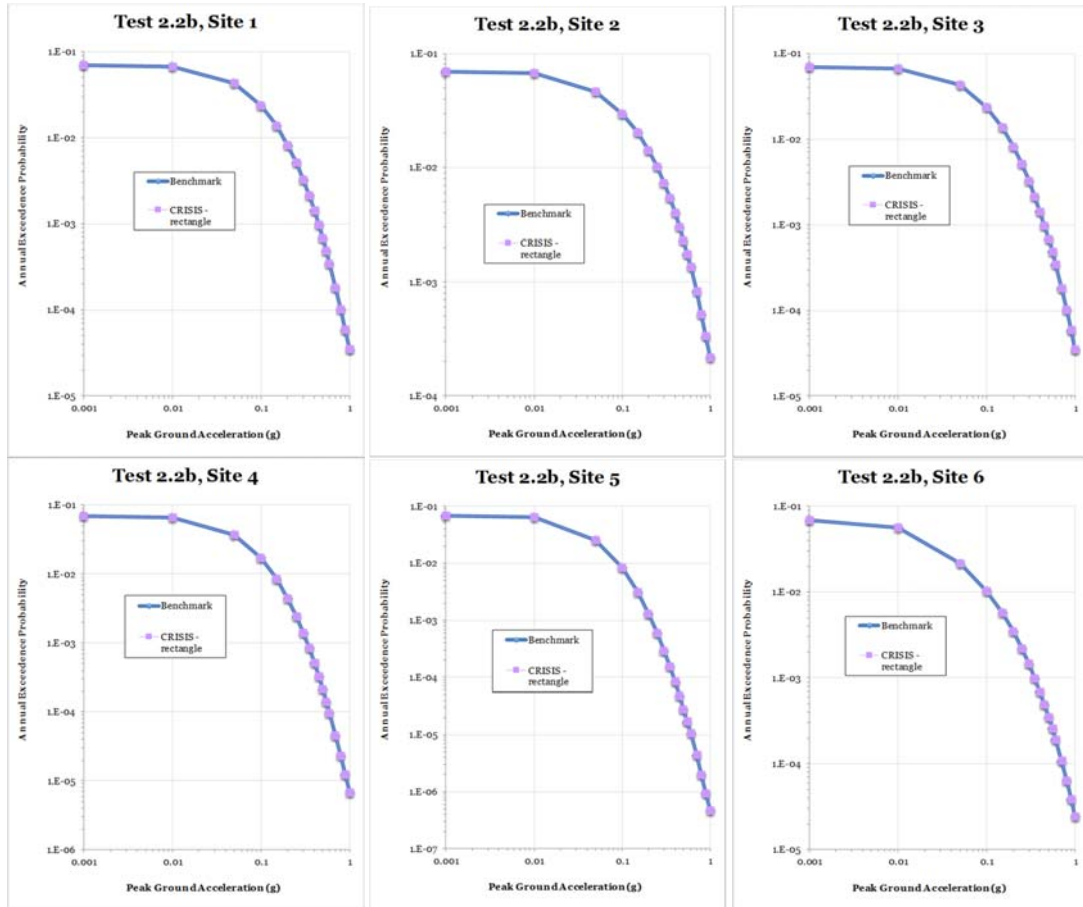 Test 2.2b, Site 1
Annual Exceedence Probability
1.E-01
1.E-02
1.E-03
1.E-04
1.E-05
Benchmark
CRISIS -
rectangle
0.001 0.01 0.1 1
Peak Ground Acceleration (g)
Test 2.2b, Site 2
Annual Exceedence Probability
1.E-01
1.E-02
1.E-03
1.E-04
Benchmark
CRISIS -
rectangle
0.001 0.01 0.1 1
Peak Ground Acceleration (g)
Test 2.2b, Site 3
Annual Exceedence Probability
1.E-01
1.E-02
1.E-03
1.E-04
1.E-05
Benchmark
CRISIS -
rectangle
0.001 0.01 0.1 1
Peak Ground Acceleration (g)
Test 2.2b, Site 4
Annual Exceedence Probability
1.E-01
1.E-02
1.E-03
1.E-04
1.E-05
1.E-06
Benchmark
CRISIS -
rectangle
0.001 0.01 0.1 1
Peak Ground Acceleration (g)
Test 2.2b, Site 5
Annual Exceedence Probability
1.E-01
1.E-02
1.E-03
1.E-04
1.E-05
1.E-06
1.E-07
Benchmark
CRISIS -
rectangle
0.001 0.01 0.1 1
Peak Ground Acceleration (g)
Test 2.2b, Site 6
Annual Exceedence Probability
1.E-01
1.E-02
1.E-03
1.E-04
1.E-05
Benchmark
CRISIS -
rectangle
0.001 0.01 0.1 1
Peak Ground Acceleration (g)